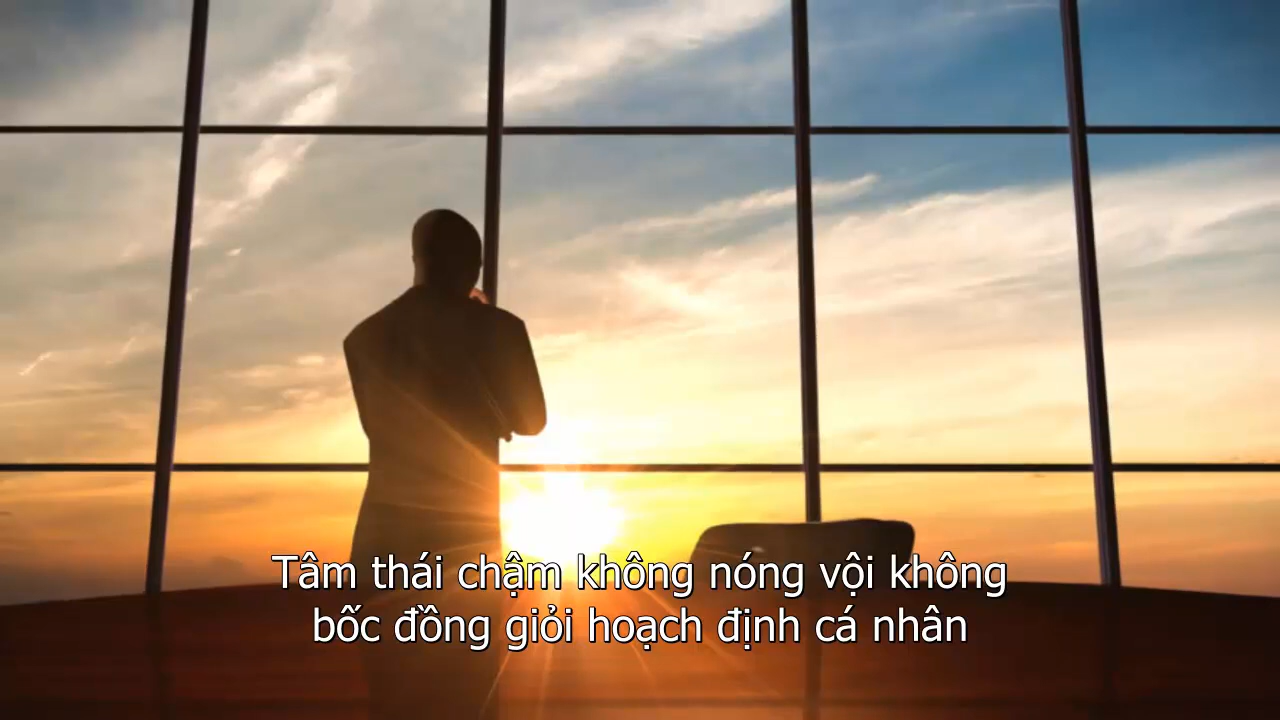 Tâm thái chậm không nóng vội không
bốc đồng giỏi hoạch định cá nhân